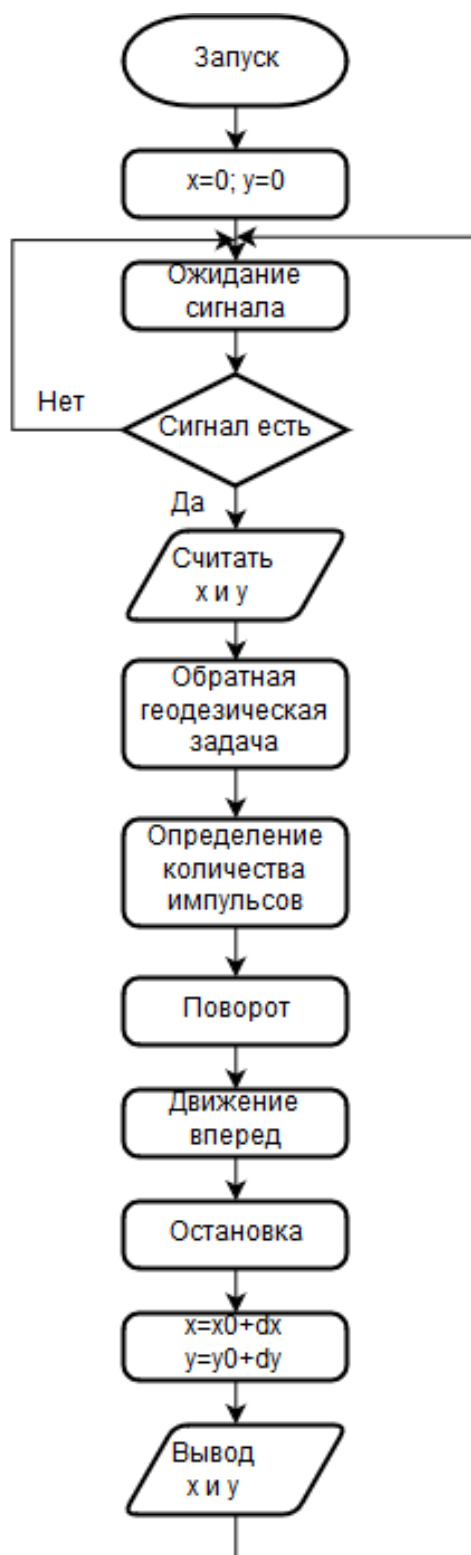 Запуск
x=0; y=0
Ожидание
сигнала
Нет
Сигнал есть
Да
Считать
x и y
Обратная
геодезическая
задача
Определение
количества
импульсов
Поворот
Движение
вперед
Остановка
x=x0+dx
y=y0+dy
Вывод
x и y